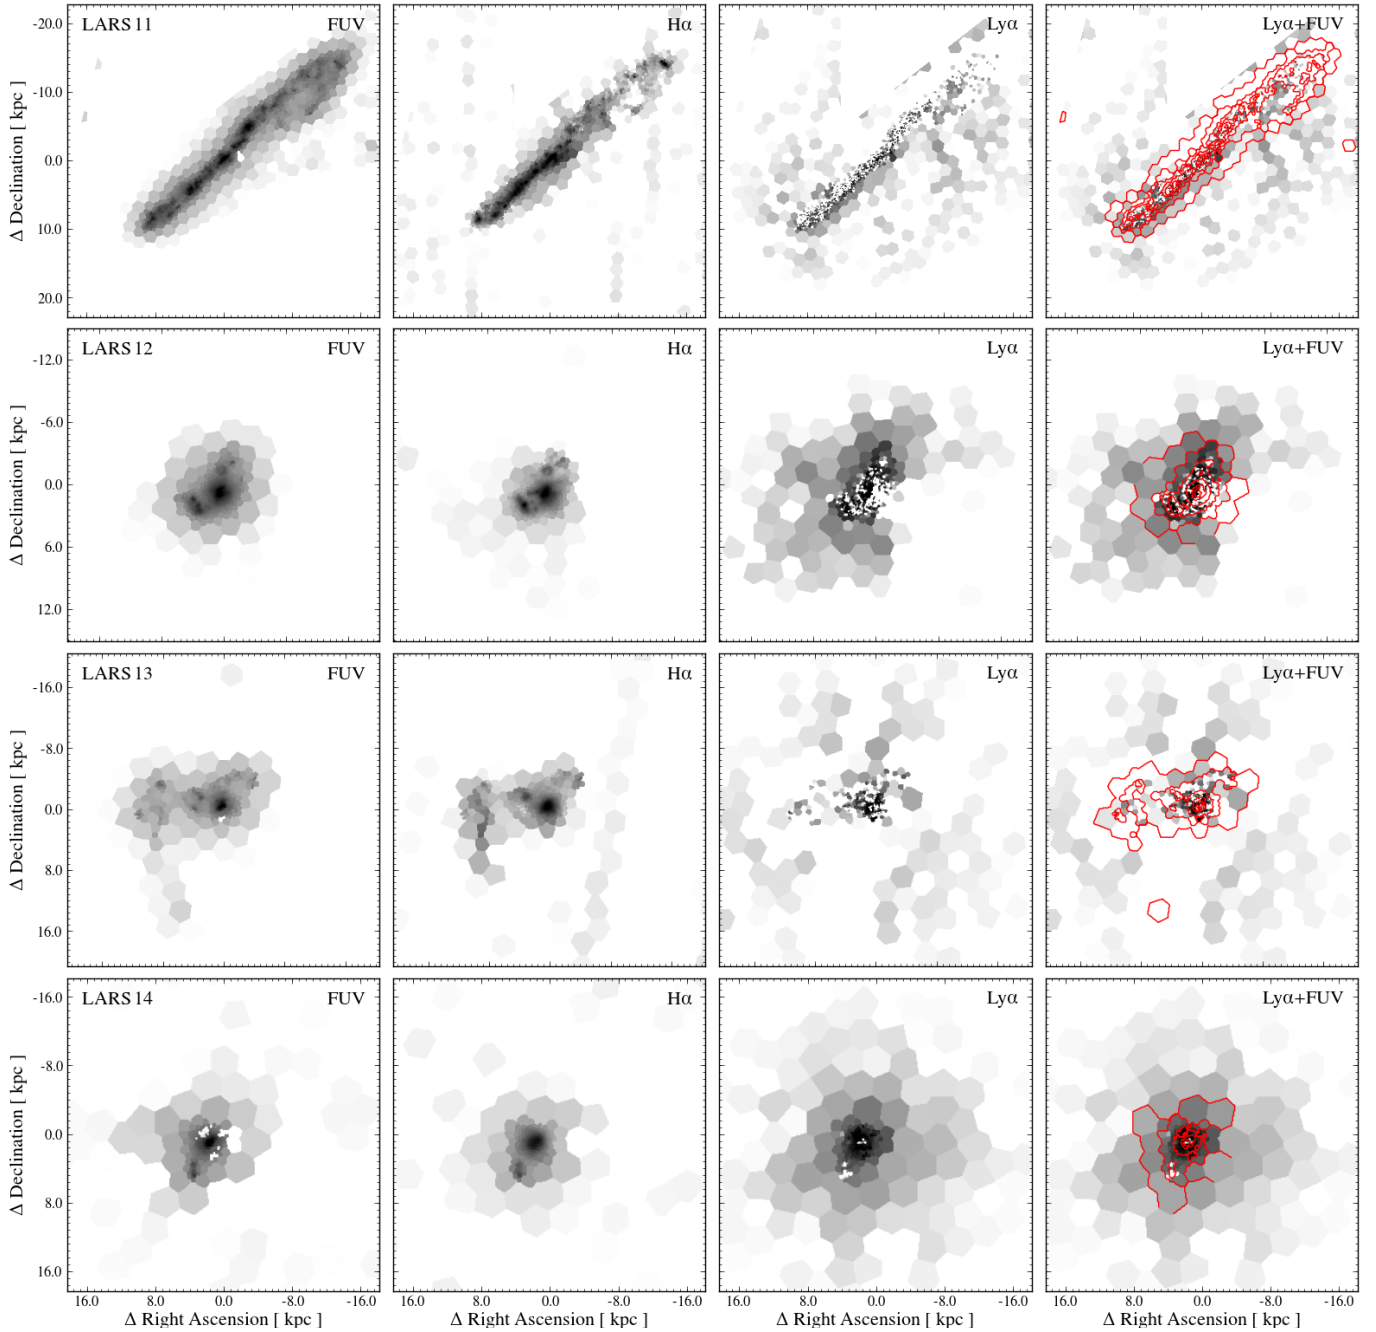 LARS 11 FUV Hα Lyα Lyα+FUV
-20.0
-10.0
0.0
10.0
20.0
Δ Declination [ kpc ]
LARS 12 FUV Hα Lyα Lyα+FUV
-12.0
-6.0
0.0
6.0
12.0
Δ Declination [ kpc ]
LARS 13 FUV Hα Lyα Lyα+FUV
-16.0
-8.0
0.0
8.0
16.0
Δ Declination [ kpc ]
LARS 14 FUV Hα Lyα Lyα+FUV
-16.0
-8.0
0.0
8.0
16.0
Δ Declination [ kpc ]
16.0 8.0 0.0 -8.0 -16.0 16.0 8.0 0.0 -8.0 -16.0 16.0 8.0 0.0 -8.0 -16.0 16.0 8.0 0.0 -8.0 -16.0
Δ Right Ascension [ kpc ] Δ Right Ascension [ kpc ] Δ Right Ascension [ kpc ] Δ Right Ascension [ kpc ]